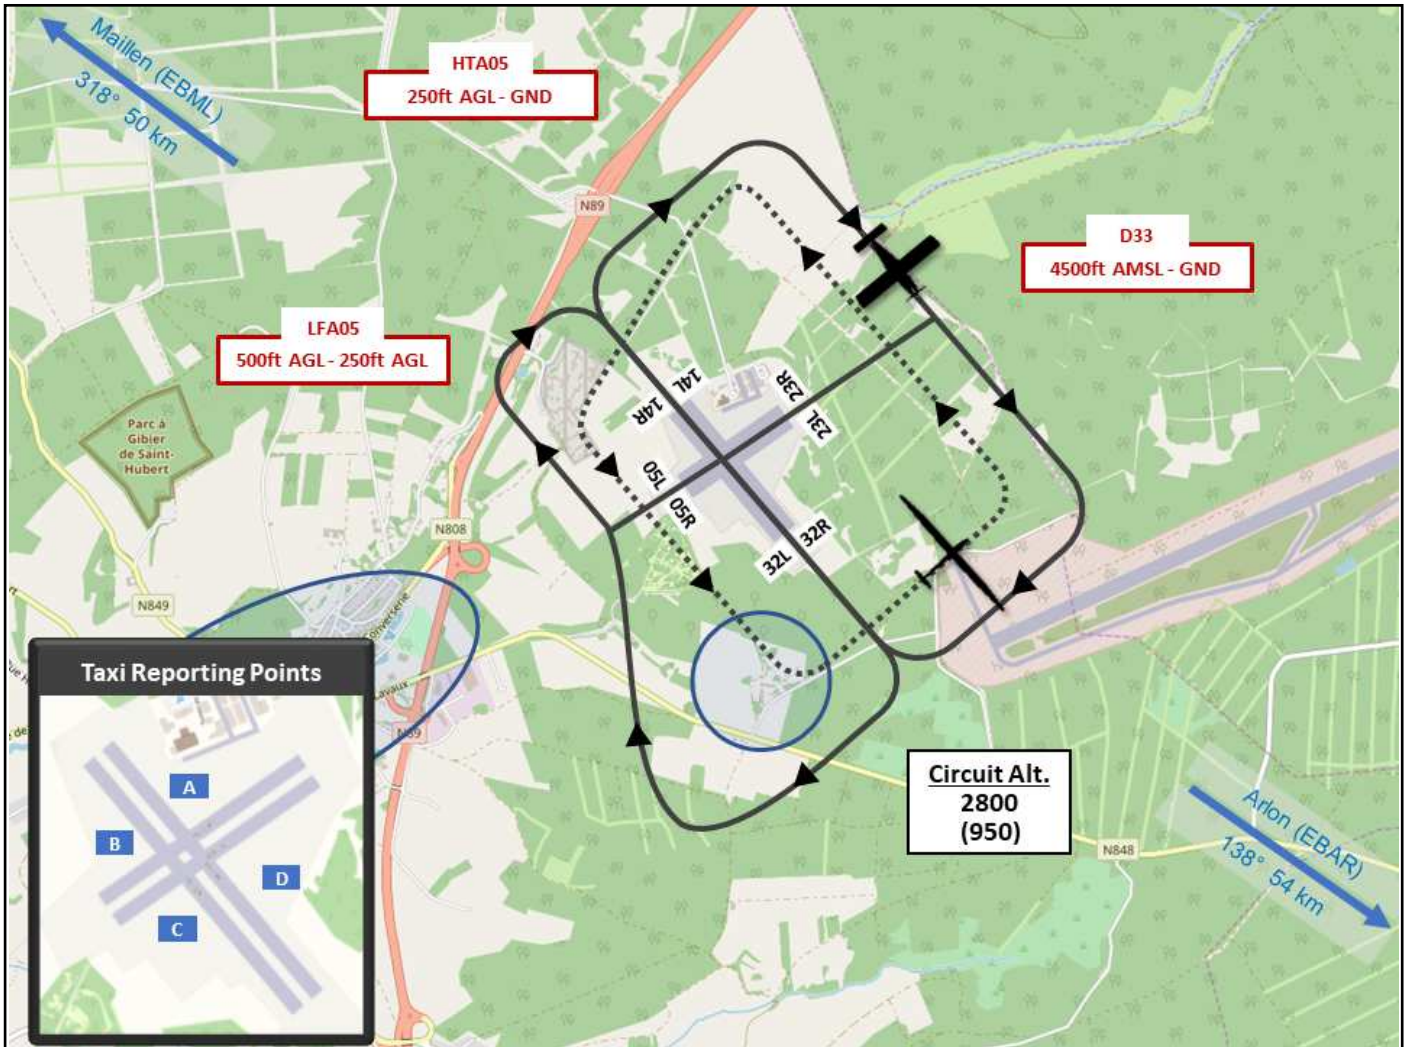 Maillen (EBML)
318° 50 km
HTA05
250ft AGL - GND
N89
D33
4500ft AMSL - GND
LFA05
500ft AGL - 250ft AGL
14L
14R
23R
23L
Parc à
Gibier
de Saint-
Hubert
05L
05R
32R
32L
N808
N849
Converserie
Lavaux
N89
Taxi Reporting Points
A
B
D
C
Circuit Alt.
2800
(950)
N848
Arlon (EBAR)
138° 54 km